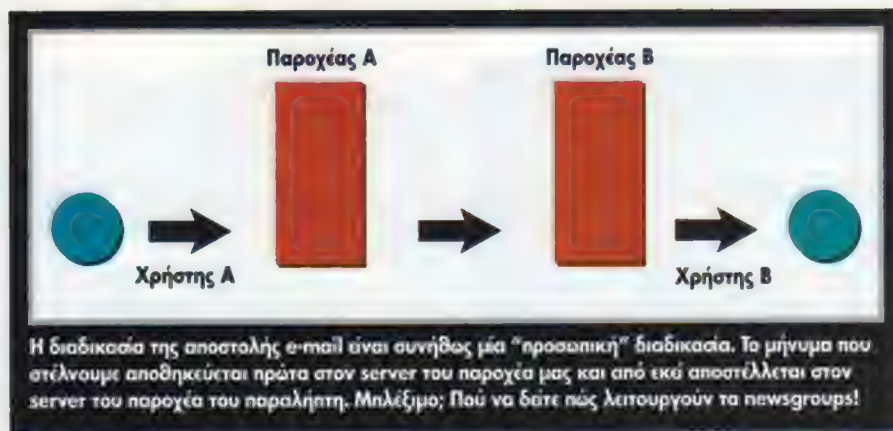 Παροχέας Α Παροχέας Β
Χρήστης Α Χρήστης Β
Η διαδικασία της αποστολής e-mail είναι συνήθως μία "προσωπική" διαδικασία. Το μήνυμα που
στέλνουμε αποθηκεύεται πρώτα στον server του παροχέα μας και από εκεί αποστέλλεται στον
server του παροχέα του παραλήπτη. Μπλέξιμο; Πού να δείτε πώς λειτουργούν τα newsgroups!